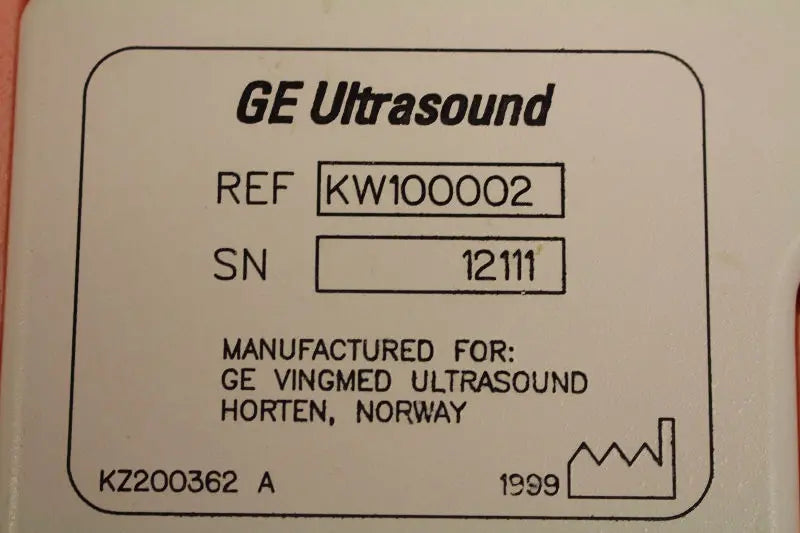 GE Ultrasound
REF KW100002
SN 12111
MANUFACTURED FOR:
GE VINGMED ULTRASOUND
HORTEN, NORWAY
KZ200362 A 1999